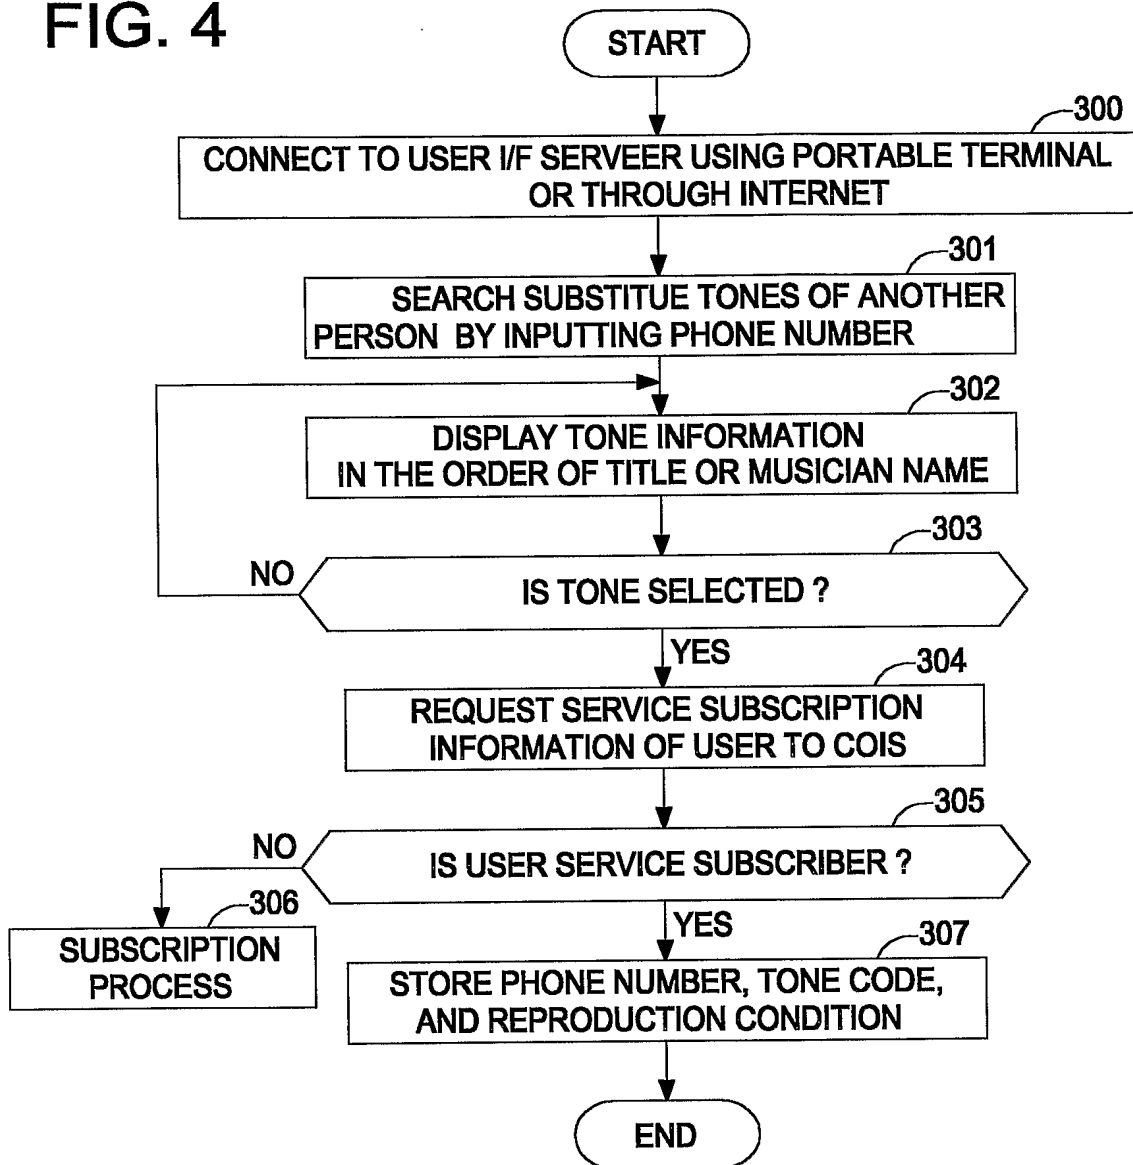 FIG. 4
START
300
CONNECT TO USER I/F SERVEER USING PORTABLE TERMINAL
OR THROUGH INTERNET
301
SEARCH SUBSTITUE TONES OF ANOTHER
PERSON BY INPUTTING PHONE NUMBER
302
DISPLAY TONE INFORMATION
IN THE ORDER OF TITLE OR MUSICIAN NAME
303
NO
IS TONE SELECTED ?
YES
304
REQUEST SERVICE SUBSCRIPTION
INFORMATION OF USER TO COIS
305
NO
IS USER SERVICE SUBSCRIBER ?
306
YES
SUBSCRIPTION
PROCESS
307
STORE PHONE NUMBER, TONE CODE,
AND REPRODUCTION CONDITION
END